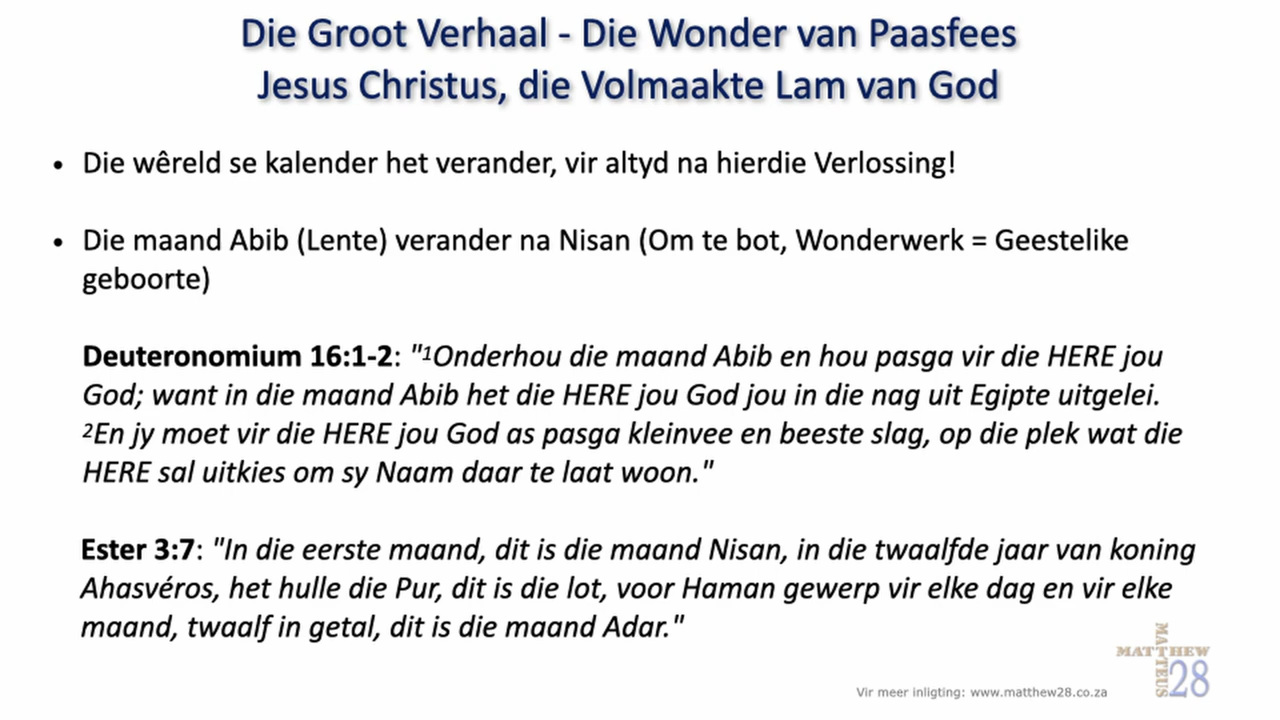 Die Groot Verhaal - Die Wonder van Paasfees
Jesus Christus, die Volmaakte Lam van God
• Die wêreld se kalender het verander, vir altyd na hierdie Verlossing!
• Die maand Abib (Lente) verander na Nisan (Om te bot, Wonderwerk = Geestelike
geboorte)
Deuteronomium 16:1-2: "¹Onderhou die maand Abib en hou pasga vir die HERE jou
God; want in die maand Abib het die HERE jou God jou in die nag uit Egipte uitgelei.
²En jy moet vir die HERE jou God as pasga kleinvee en beeste slag, op die plek wat die
HERE sal uitkies om sy Naam daar te laat woon."
Ester 3:7: "In die eerste maand, dit is die maand Nisan, in die twaalfde jaar van koning
Ahasvéros, het hulle die Pur, dit is die lot, voor Haman gewerp vir elke dag en vir elke
maand, twaalf in getal, dit is die maand Adar."
Vir meer inligting: www.matthew28.co.za
MATTHEW
MATTEUS
28